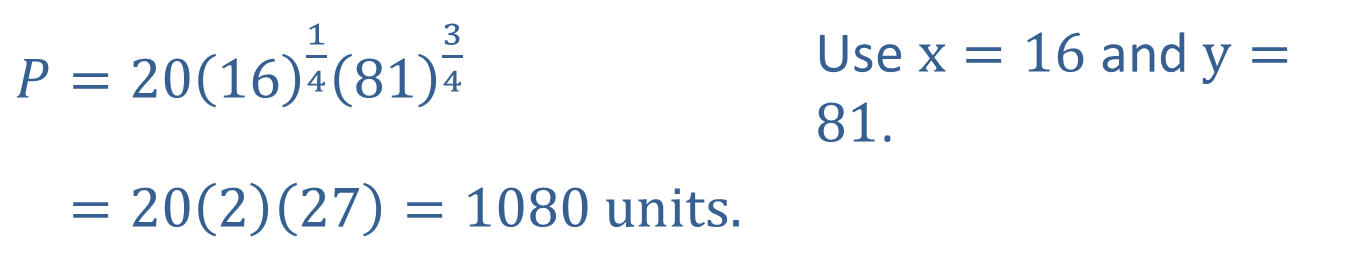 P = 20(16)^{1/4}(81)^{3/4}
Use x = 16 and y =
81.
= 20(2)(27) = 1080 units.